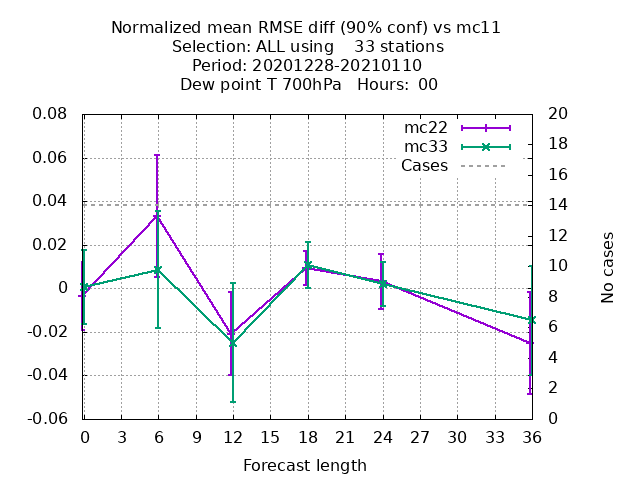 Normalized mean RMSE diff (90% conf) vs mc11
Selection: ALL using    33 stations
Period: 20201228-20210110
Dew point T 700hPa   Hours:  00
mc22
mc33
Cases
0.08
0.06
0.04
0.02
0
-0.02
-0.04
-0.06
20
18
16
14
12
10
8
6
4
2
0
No cases
0 3 6 9 12 15 18 21 24 27 30 33 36
Forecast length